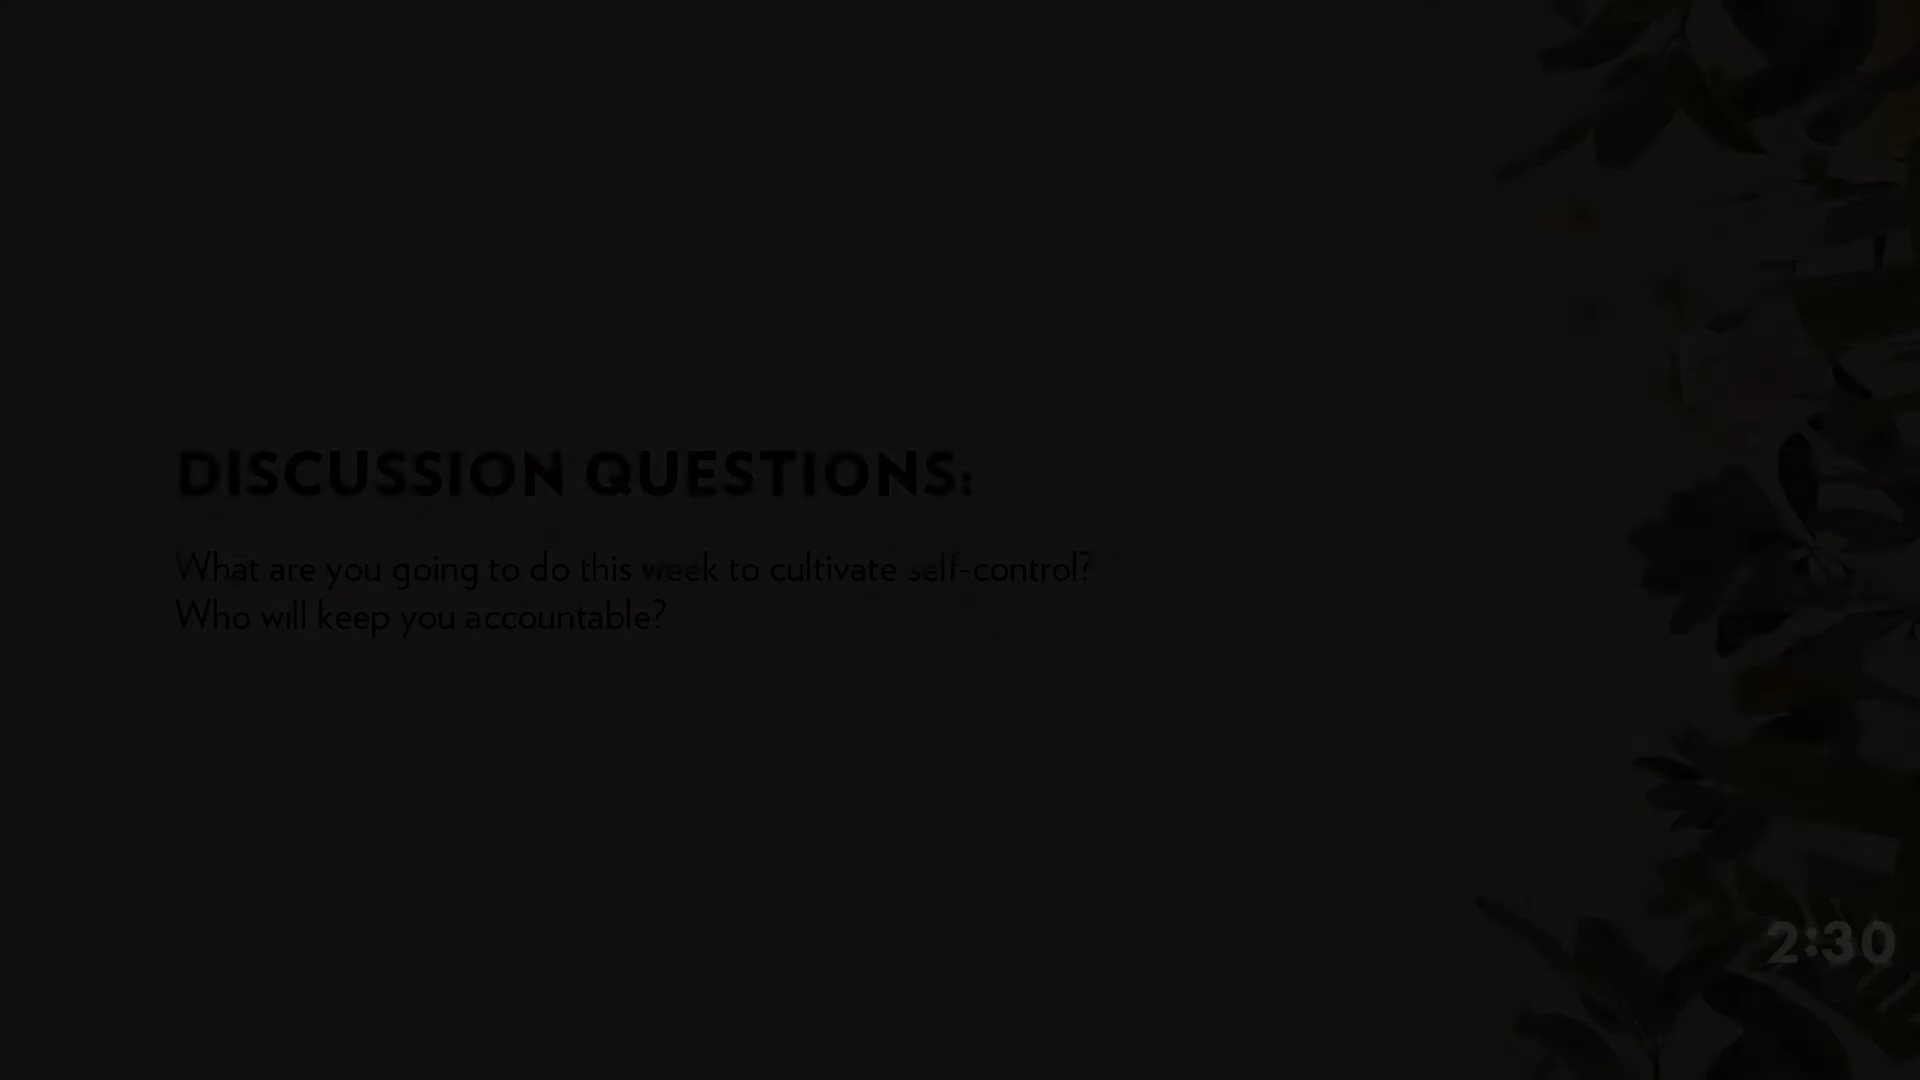 DISCUSSION QUESTIONS:
What are you going to do this week to cultivate self-control?
Who will keep you accountable?
2:30